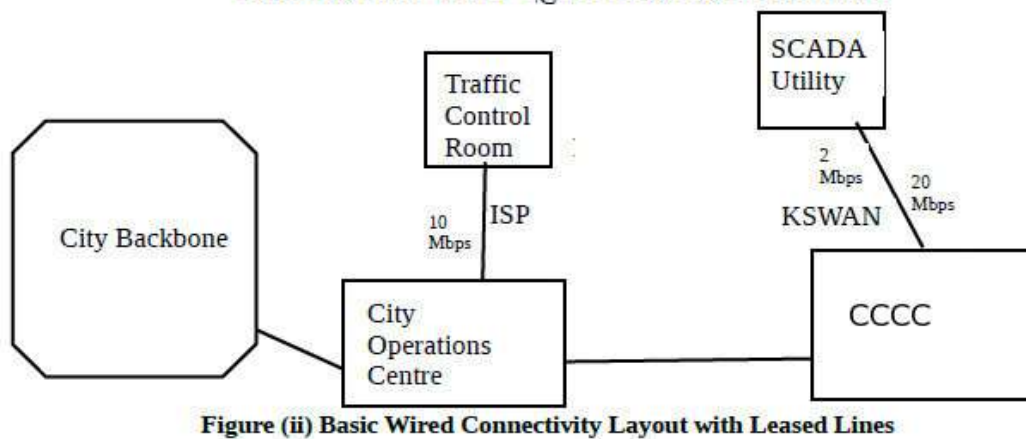 SCADA
Utility
Traffic
Control
Room
2
Mbps
20
Mbps
KSWAN
ISP
10
Mbps
City Backbone
City
Operations
Centre
CCCC
Figure (ii) Basic Wired Connectivity Layout with Leased Lines